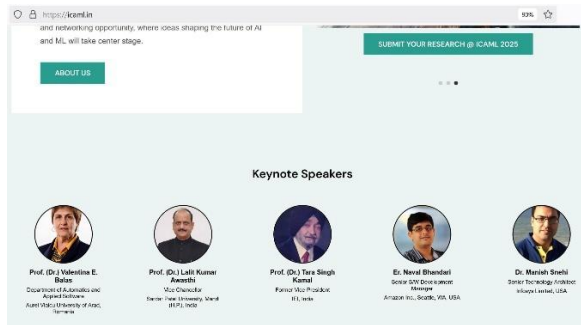 https://icaml.in
93%
and networking opportunity, where ideas shaping the future of AI
and ML will take center stage.
ABOUT US
SUBMIT YOUR RESEARCH @ ICAML 2025
Keynote Speakers
Prof. (Dr.) Valentina E.
Balas
Department of Automatics and
Applied Software
Aurel Vlaicu University of Arad,
Romania
Prof. (Dr.) Lalit Kumar
Awasthi
Vice Chancellor
Sardar Patel University, Mandi
(H.P.), India
Prof. (Dr.) Tara Singh
Kamal
Former Vice President
IEI, India
Er. Naval Bhandari
Senior S/W Development
Manager
Amazon Inc., Seattle, WA, USA
Dr. Manish Snehi
Senior Technology Architect
Infosys Limited, USA